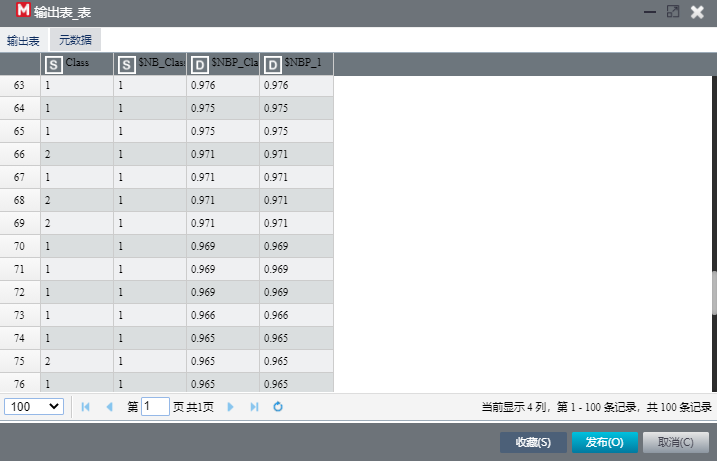 M 输出表_表
输出表 元数据
S Class S $NB_Clas D $NBP_Cla D $NBP_1
63 1 1 0.976 0.976
64 1 1 0.975 0.975
65 1 1 0.975 0.975
66 2 1 0.971 0.971
67 1 1 0.971 0.971
68 2 1 0.971 0.971
69 2 1 0.971 0.971
70 1 1 0.969 0.969
71 1 1 0.969 0.969
72 1 1 0.969 0.969
73 1 1 0.966 0.966
74 1 1 0.965 0.965
75 2 1 0.965 0.965
76 1 1 0.965 0.965
100 第 1 页 共1页 当前显示 4 列，第 1 - 100 条记录，共 100 条记录
收藏(S) 发布(O) 取消(C)